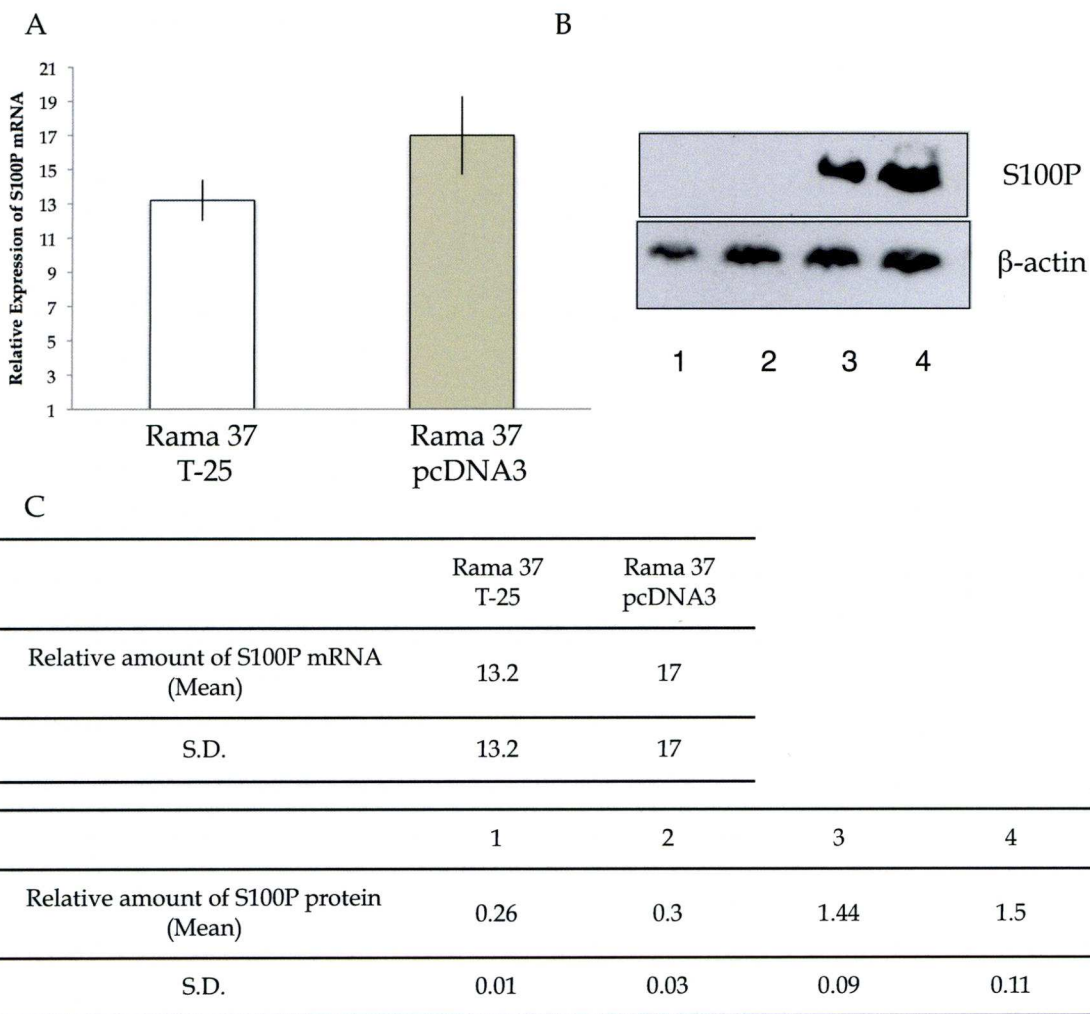 A
B
21
19
17
15
13
11
9
7
5
3
1
Relative Expression of S100P mRNA
Rama 37
T-25
Rama 37
pcDNA3
S100P
β-actin
1 2 3 4
C
Rama 37
T-25
Rama 37
pcDNA3
Relative amount of S100P mRNA
(Mean)
13.2 17
S.D. 13.2 17
1 2 3 4
Relative amount of S100P protein
(Mean)
0.26 0.3 1.44 1.5
S.D. 0.01 0.03 0.09 0.11